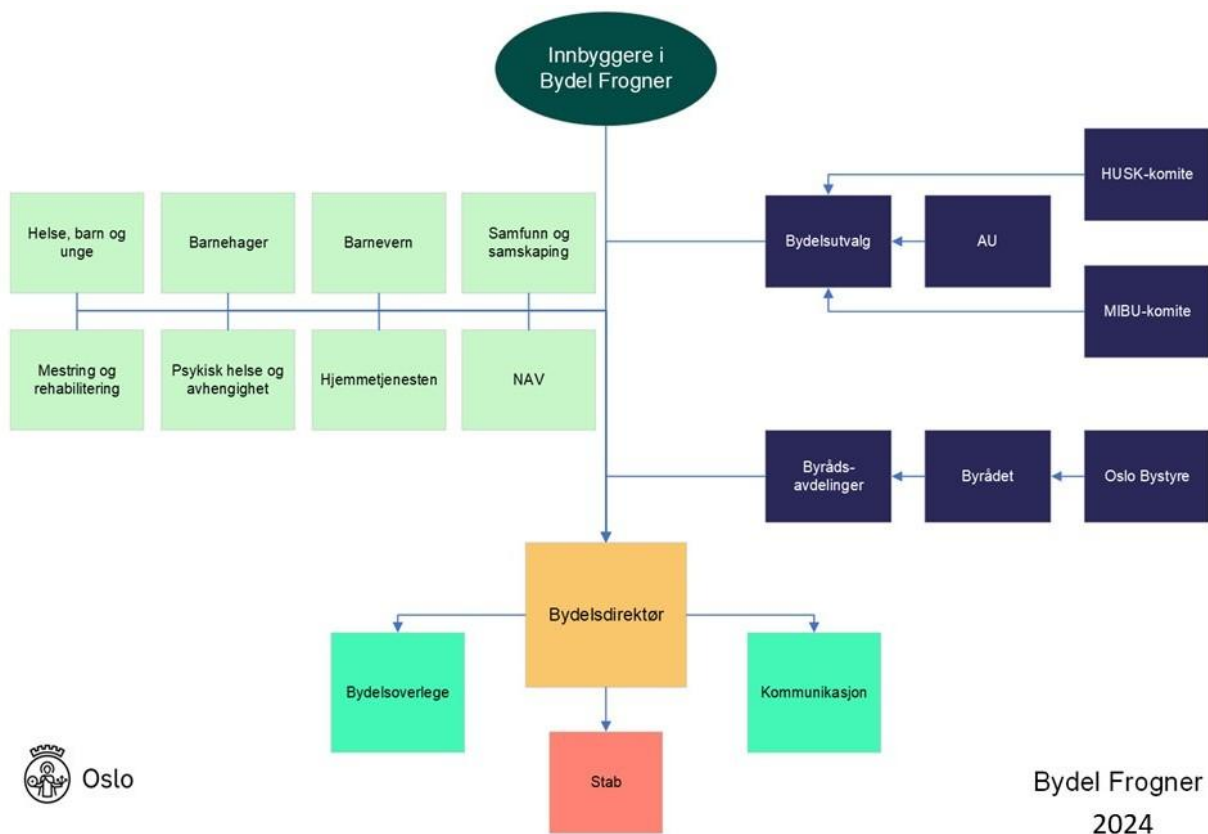 Innbyggere i
Bydel Frogner
HUSK-komite
Helse, barn og
unge
Barnehager
Barnevern
Samfunn og
samskaping
Bydelsutvalg
AU
MIBU-komite
Mestring og
rehabilitering
Psykisk helse og
avhengighet
Hjemmetjenesten
NAV
Byråds-
avdelinger
Byrådet
Oslo Bystyre
Bydelsdirektør
Bydelsoverlege
Kommunikasjon
Stab
Oslo
Bydel Frogner
2024